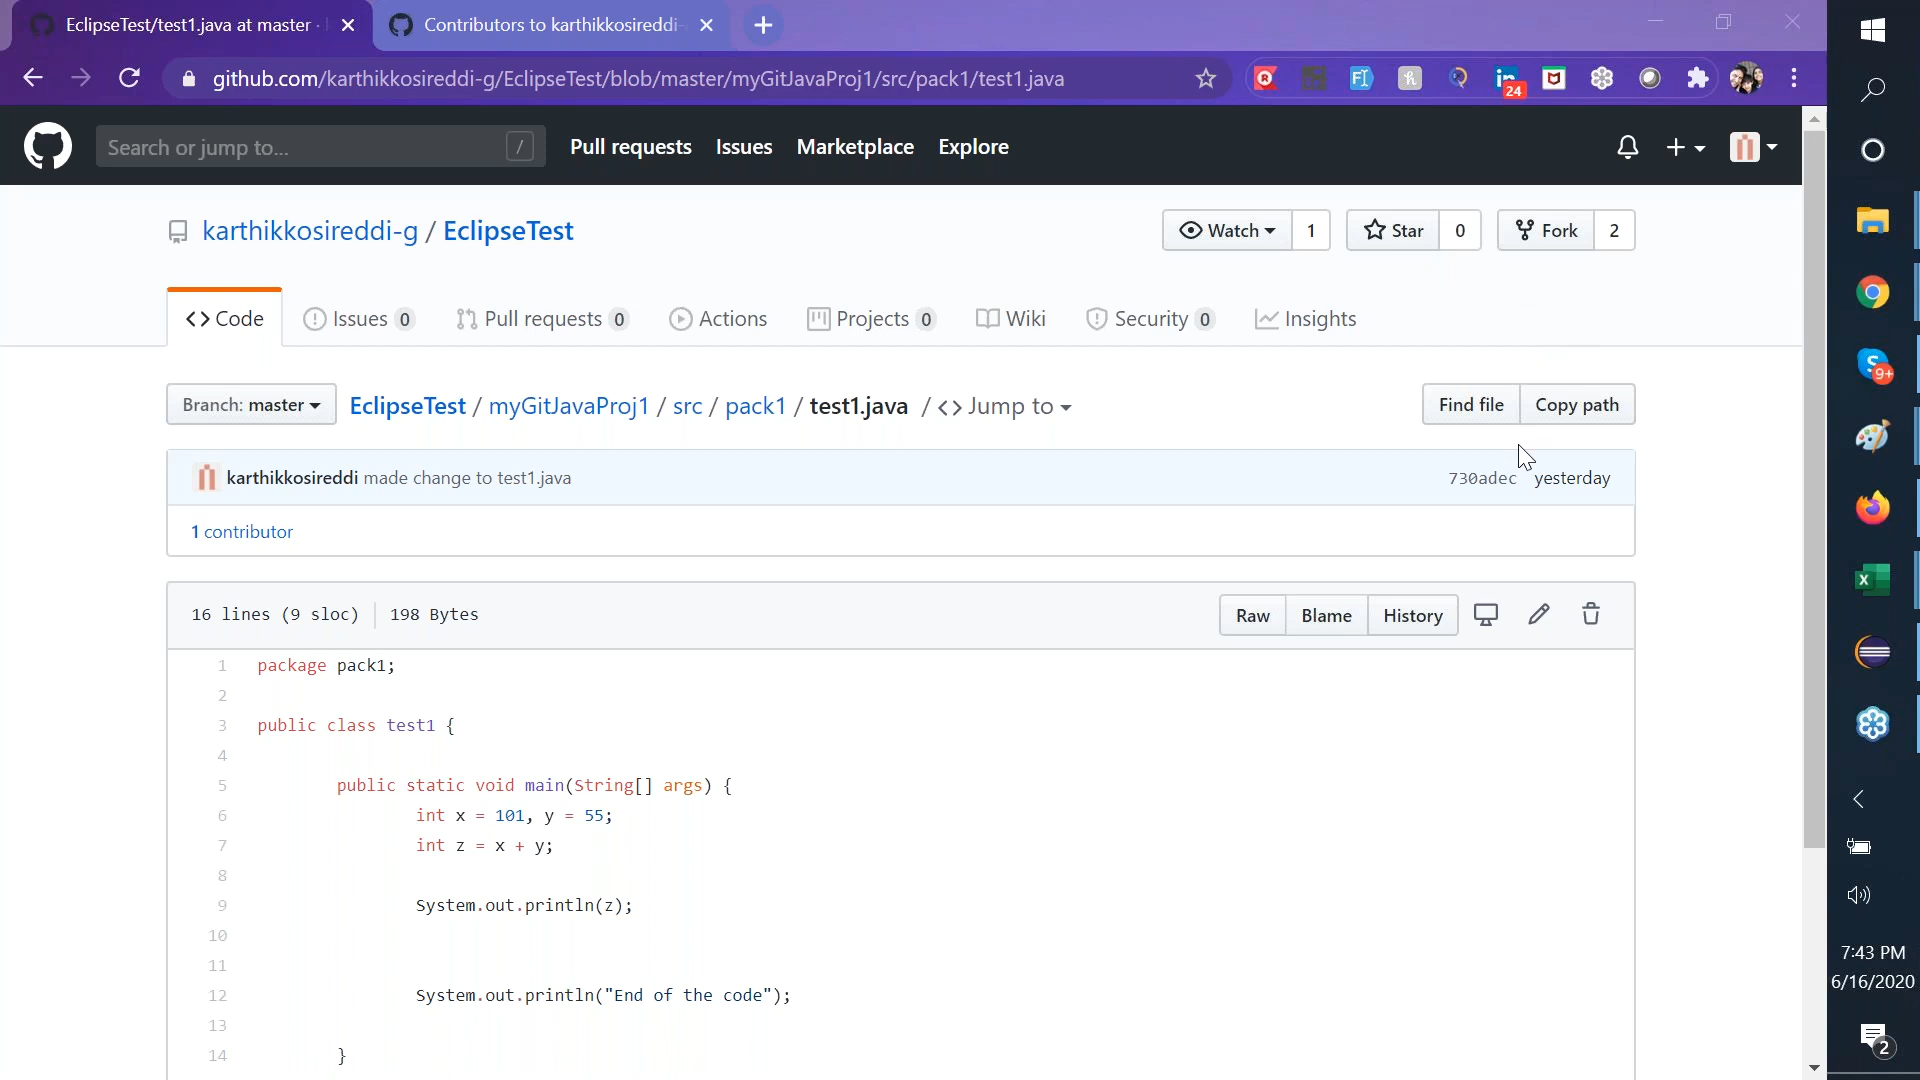 EclipseTest/test1.java at master ·
Contributors to karthikkosireddi-
github.com/karthikkosireddi-g/EclipseTest/blob/master/myGitJavaProj1/src/pack1/test1.java
24
Search or jump to... /
Pull requests Issues Marketplace Explore
karthikkosireddi-g / EclipseTest
Watch 1 Star 0 Fork 2
Code Issues 0 Pull requests 0 Actions Projects 0 Wiki Security 0 Insights
Branch: master EclipseTest / myGitJavaProj1 / src / pack1 / test1.java / <> Jump to
Find file Copy path
karthikkosireddi made change to test1.java 730adec yesterday
1 contributor
16 lines (9 sloc) 198 Bytes
Raw Blame History
1 package pack1;
2
3 public class test1 {
4
5 public static void main(String[] args) {
6 int x = 101, y = 55;
7 int z = x + y;
8
9 System.out.println(z);
10
11
12 System.out.println("End of the code");
13
14 }
9+
7:43 PM
6/16/2020
2